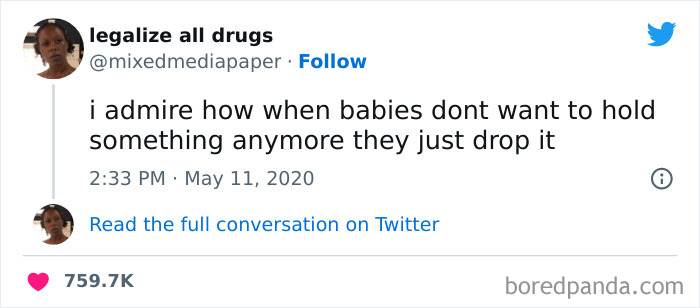 legalize all drugs
@mixedmediapaper · Follow
i admire how when babies dont want to hold
something anymore they just drop it
2:33 PM · May 11, 2020
Read the full conversation on Twitter
759.7K
boredpanda.com